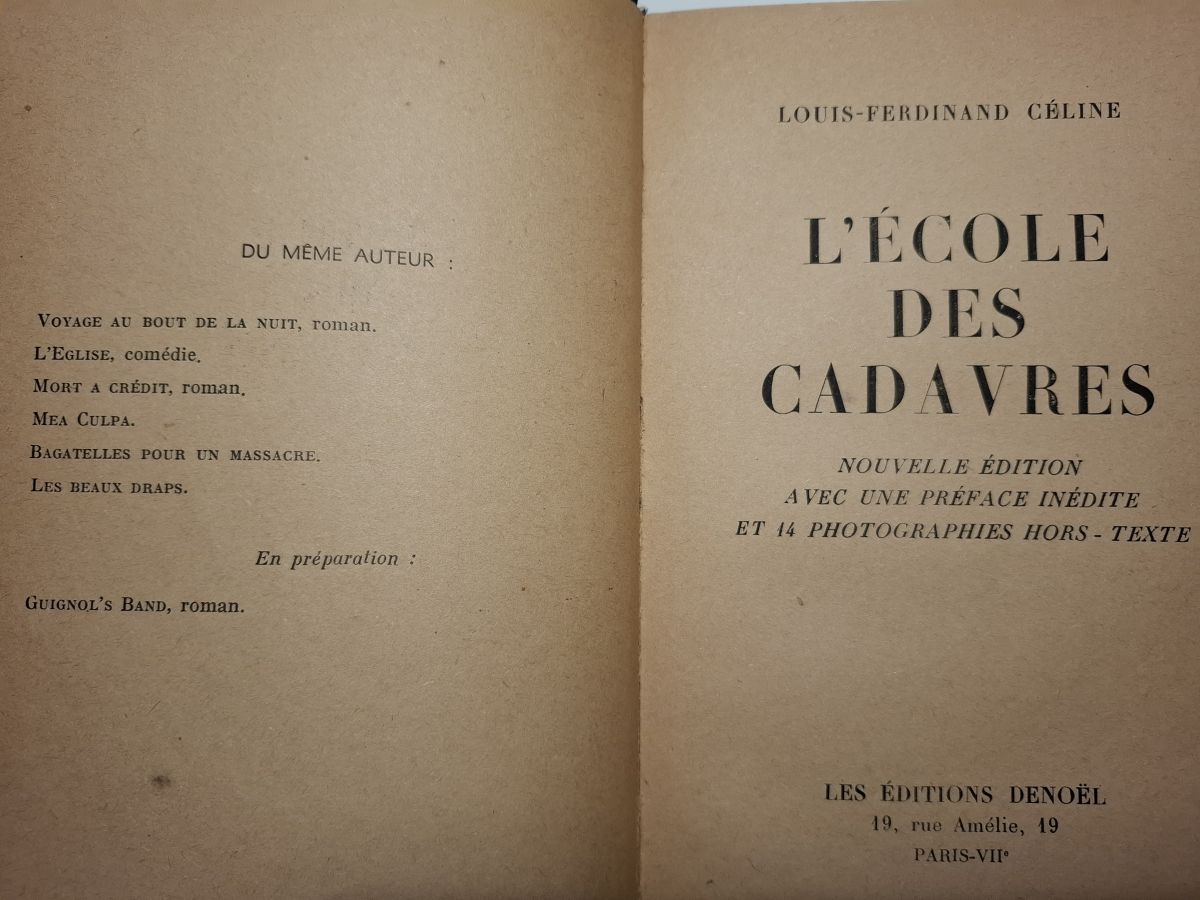 DU MÊME AUTEUR :
VOYAGE AU BOUT DE LA NUIT, roman.
L'EGLISE, comédie.
MORT A CRÉDIT, roman.
MEA CULPA.
BAGATELLES POUR UN MASSACRE.
LES BEAUX DRAPS.
En préparation :
GUIGNOL'S BAND, roman.
LOUIS-FERDINAND CÉLINE
L'ÉCOLE
DES
CADAVRES
NOUVELLE ÉDITION
AVEC UNE PRÉFACE INÉDITE
ET 14 PHOTOGRAPHIES HORS - TEXTE
LES ÉDITIONS DENOËL
19, rue Amélie, 19
PARIS-VIIe